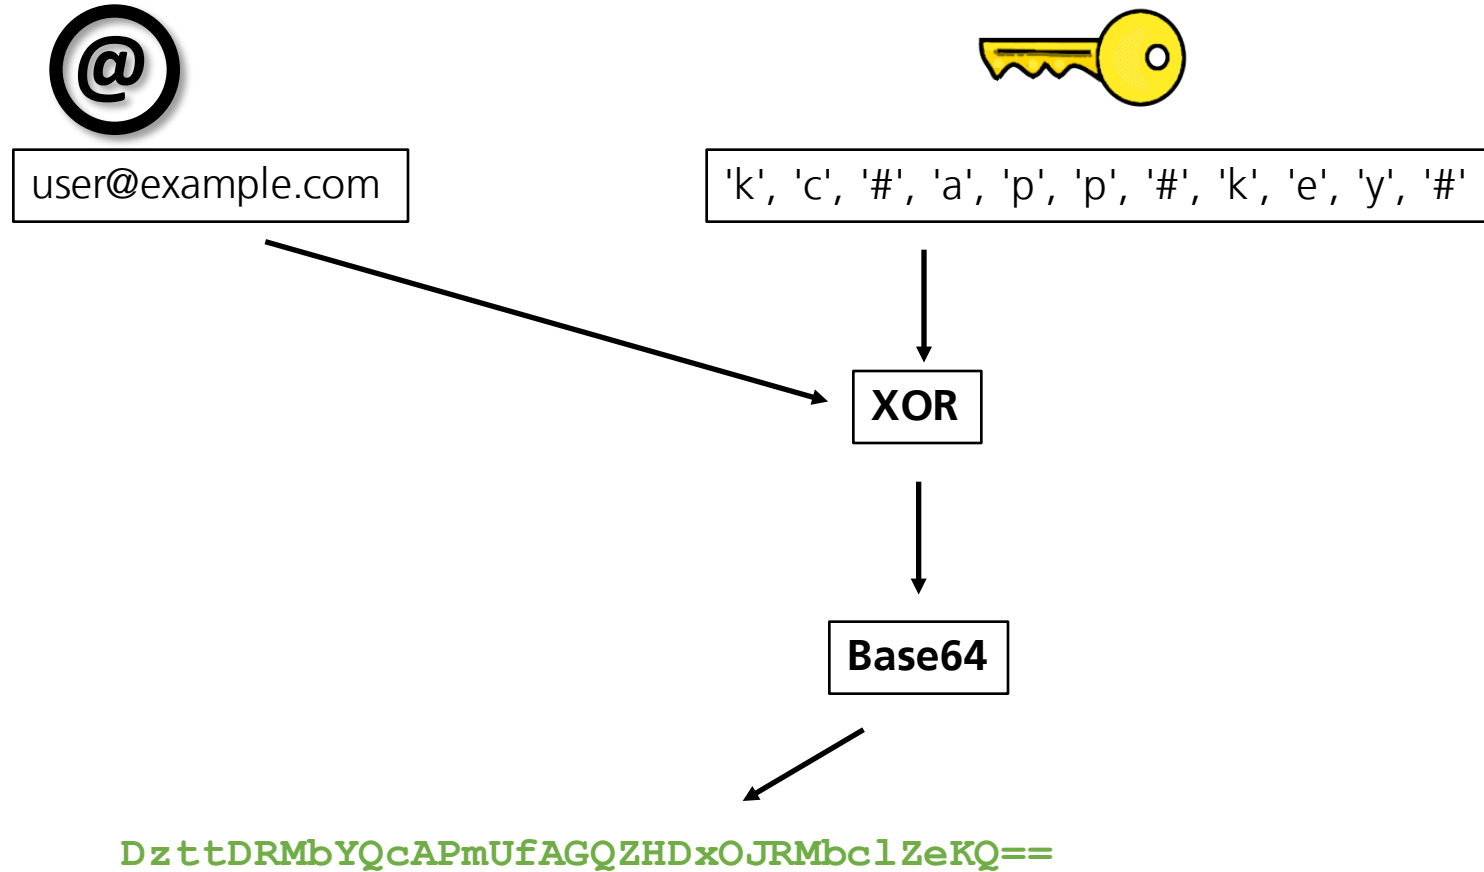 @
user@example.com
'k', 'c', '#', 'a', 'p', 'p', '#', 'k', 'e', 'y', '#'
XOR
Base64
DzttDRMbYQcAPmUfAGQZHDxOJRMbclZeKQ==